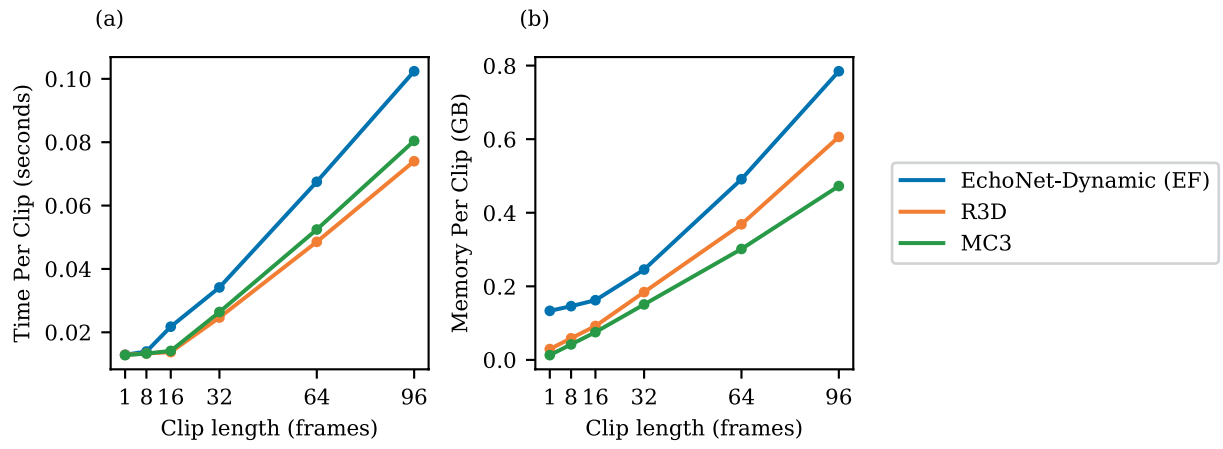 (a)
Time Per Clip (seconds)
0.10
0.08
0.06
0.04
0.02
1 8 16 32 64 96
Clip length (frames)
(b)
Memory Per Clip (GB)
0.8
0.6
0.4
0.2
0.0
1 8 16 32 64 96
Clip length (frames)
EchoNet-Dynamic (EF)
R3D
MC3